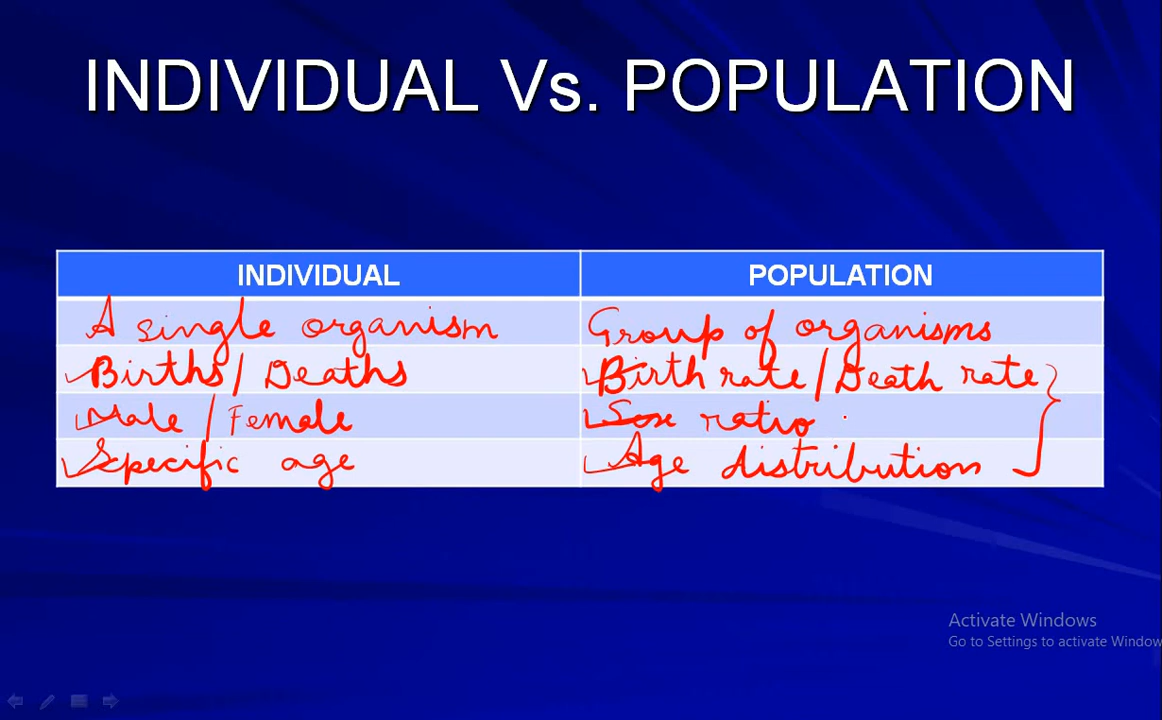 INDIVIDUAL Vs. POPULATION
INDIVIDUAL POPULATION
A single organism Group of organisms
Births/Deaths Birth rate/Death rate
Male/Female Sex ratio
Specific age Age distribution
Activate Windows
Go to Settings to activate Window